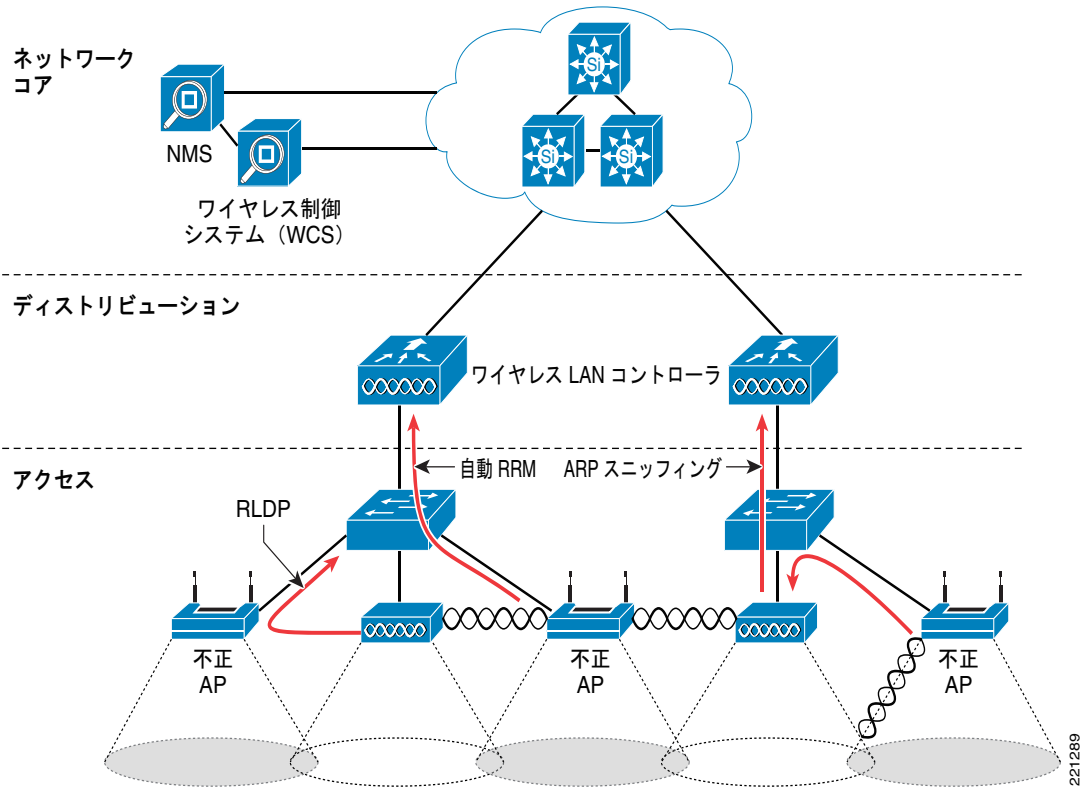 ネットワーク
コア
Si
Si
Si
NMS
ワイヤレス制御
システム（WCS）
ディストリビューション
ワイヤレス LAN コントローラ
アクセス
自動 RRM
ARP スニッフィング
RLDP
不正
AP
不正
AP
不正
AP
221289